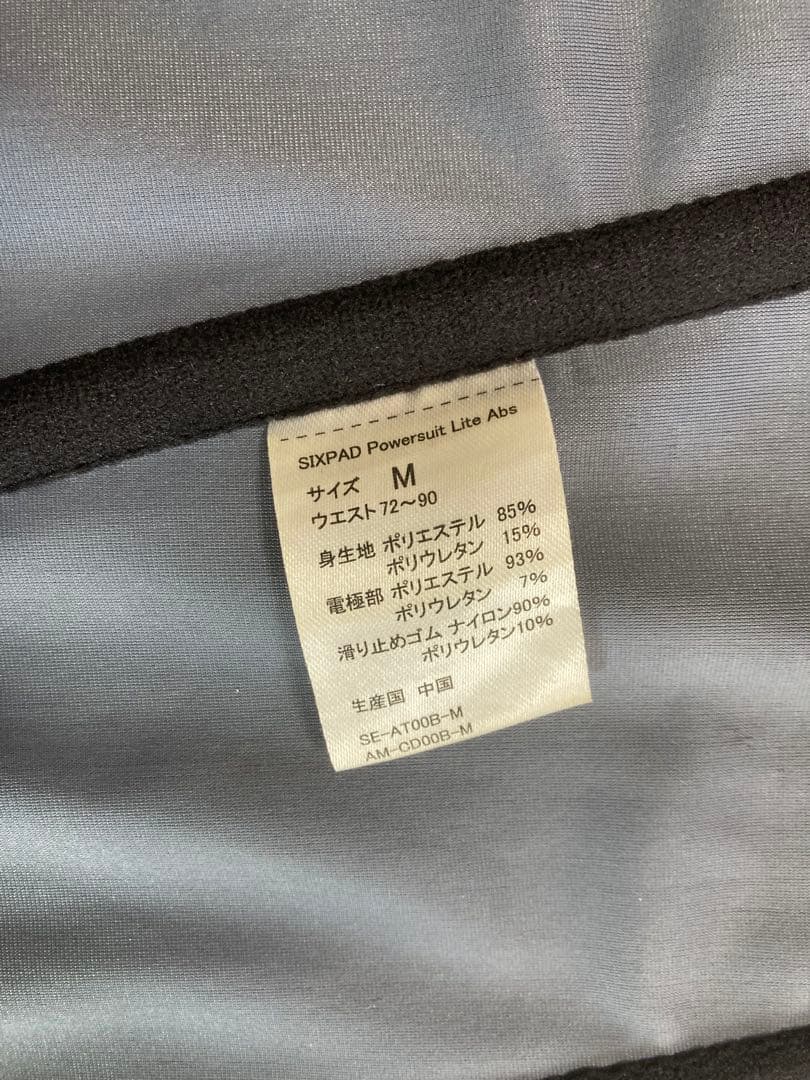 SIXPAD Powersuit Lite Abs
サイズ M
ウエスト72〜90
身生地 ポリエステル 85%
ポリウレタン 15%
電極部 ポリエステル 93%
ポリウレタン 7%
滑り止めゴム ナイロン90%
ポリウレタン10%
生産国 中国
SE-AT00B-M
AM-CD00B-M